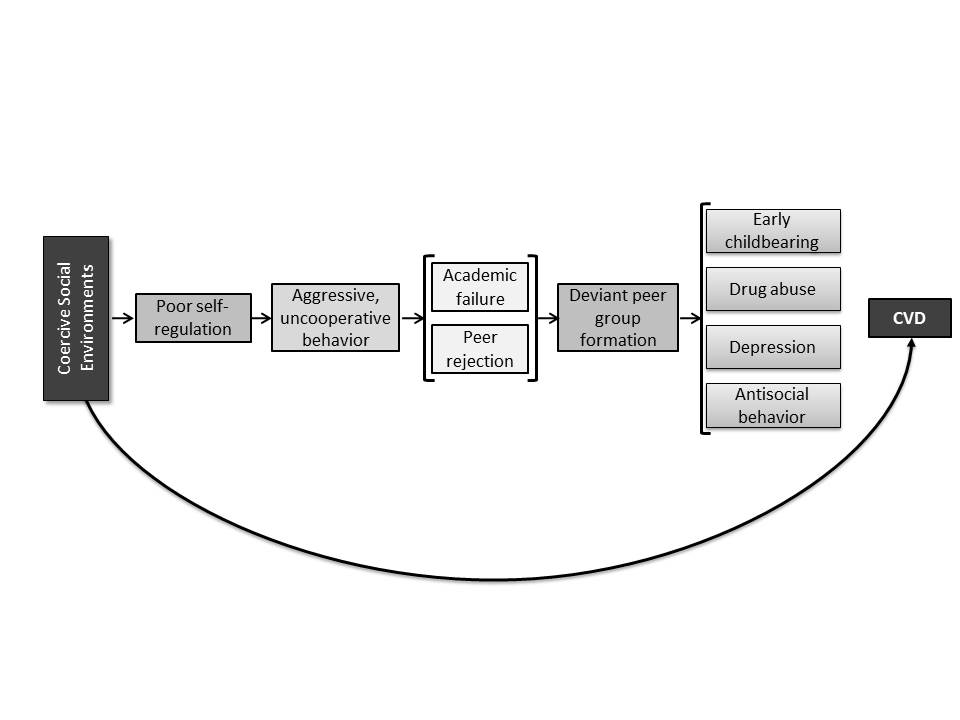 Coercive Social
Environments
Poor self-
regulation
Aggressive,
uncooperative
behavior
Academic
failure
Peer
rejection
Deviant peer
group
formation
Early
childbearing
Drug abuse
Depression
Antisocial
behavior
CVD